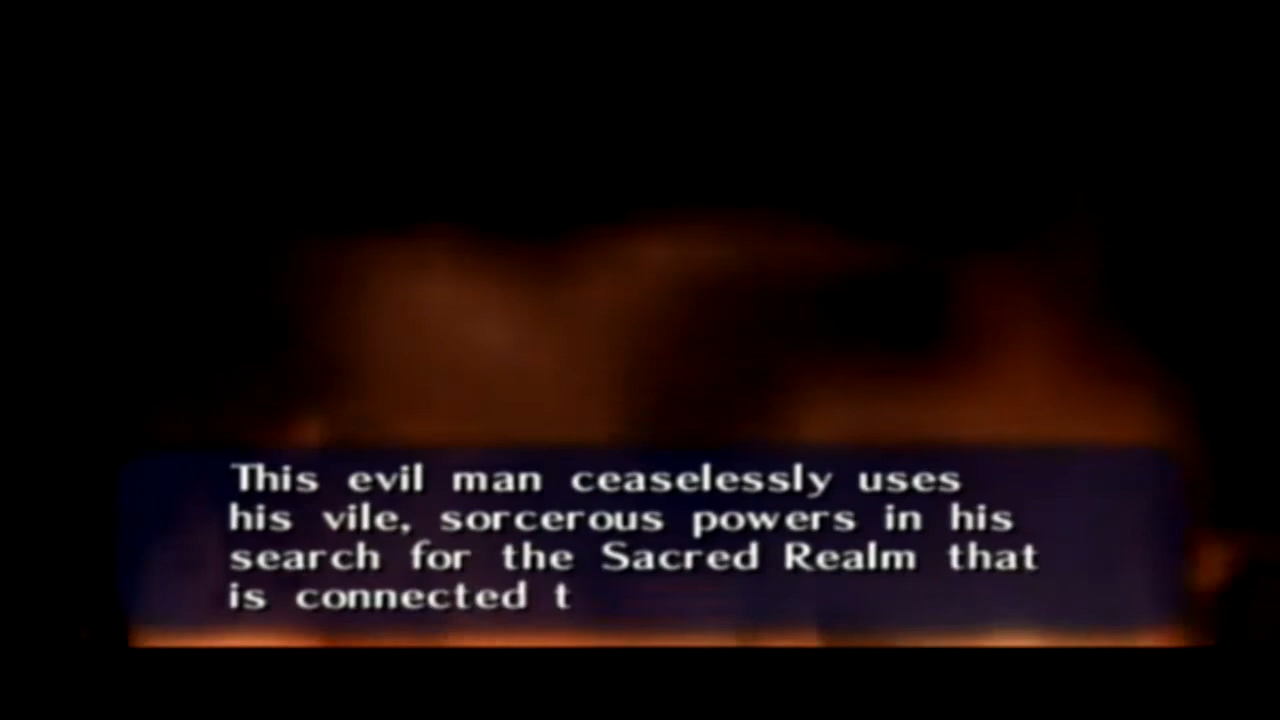 This evil man ceaselessly uses
his vile, sorcerous powers in his
search for the Sacred Realm that
is connected t